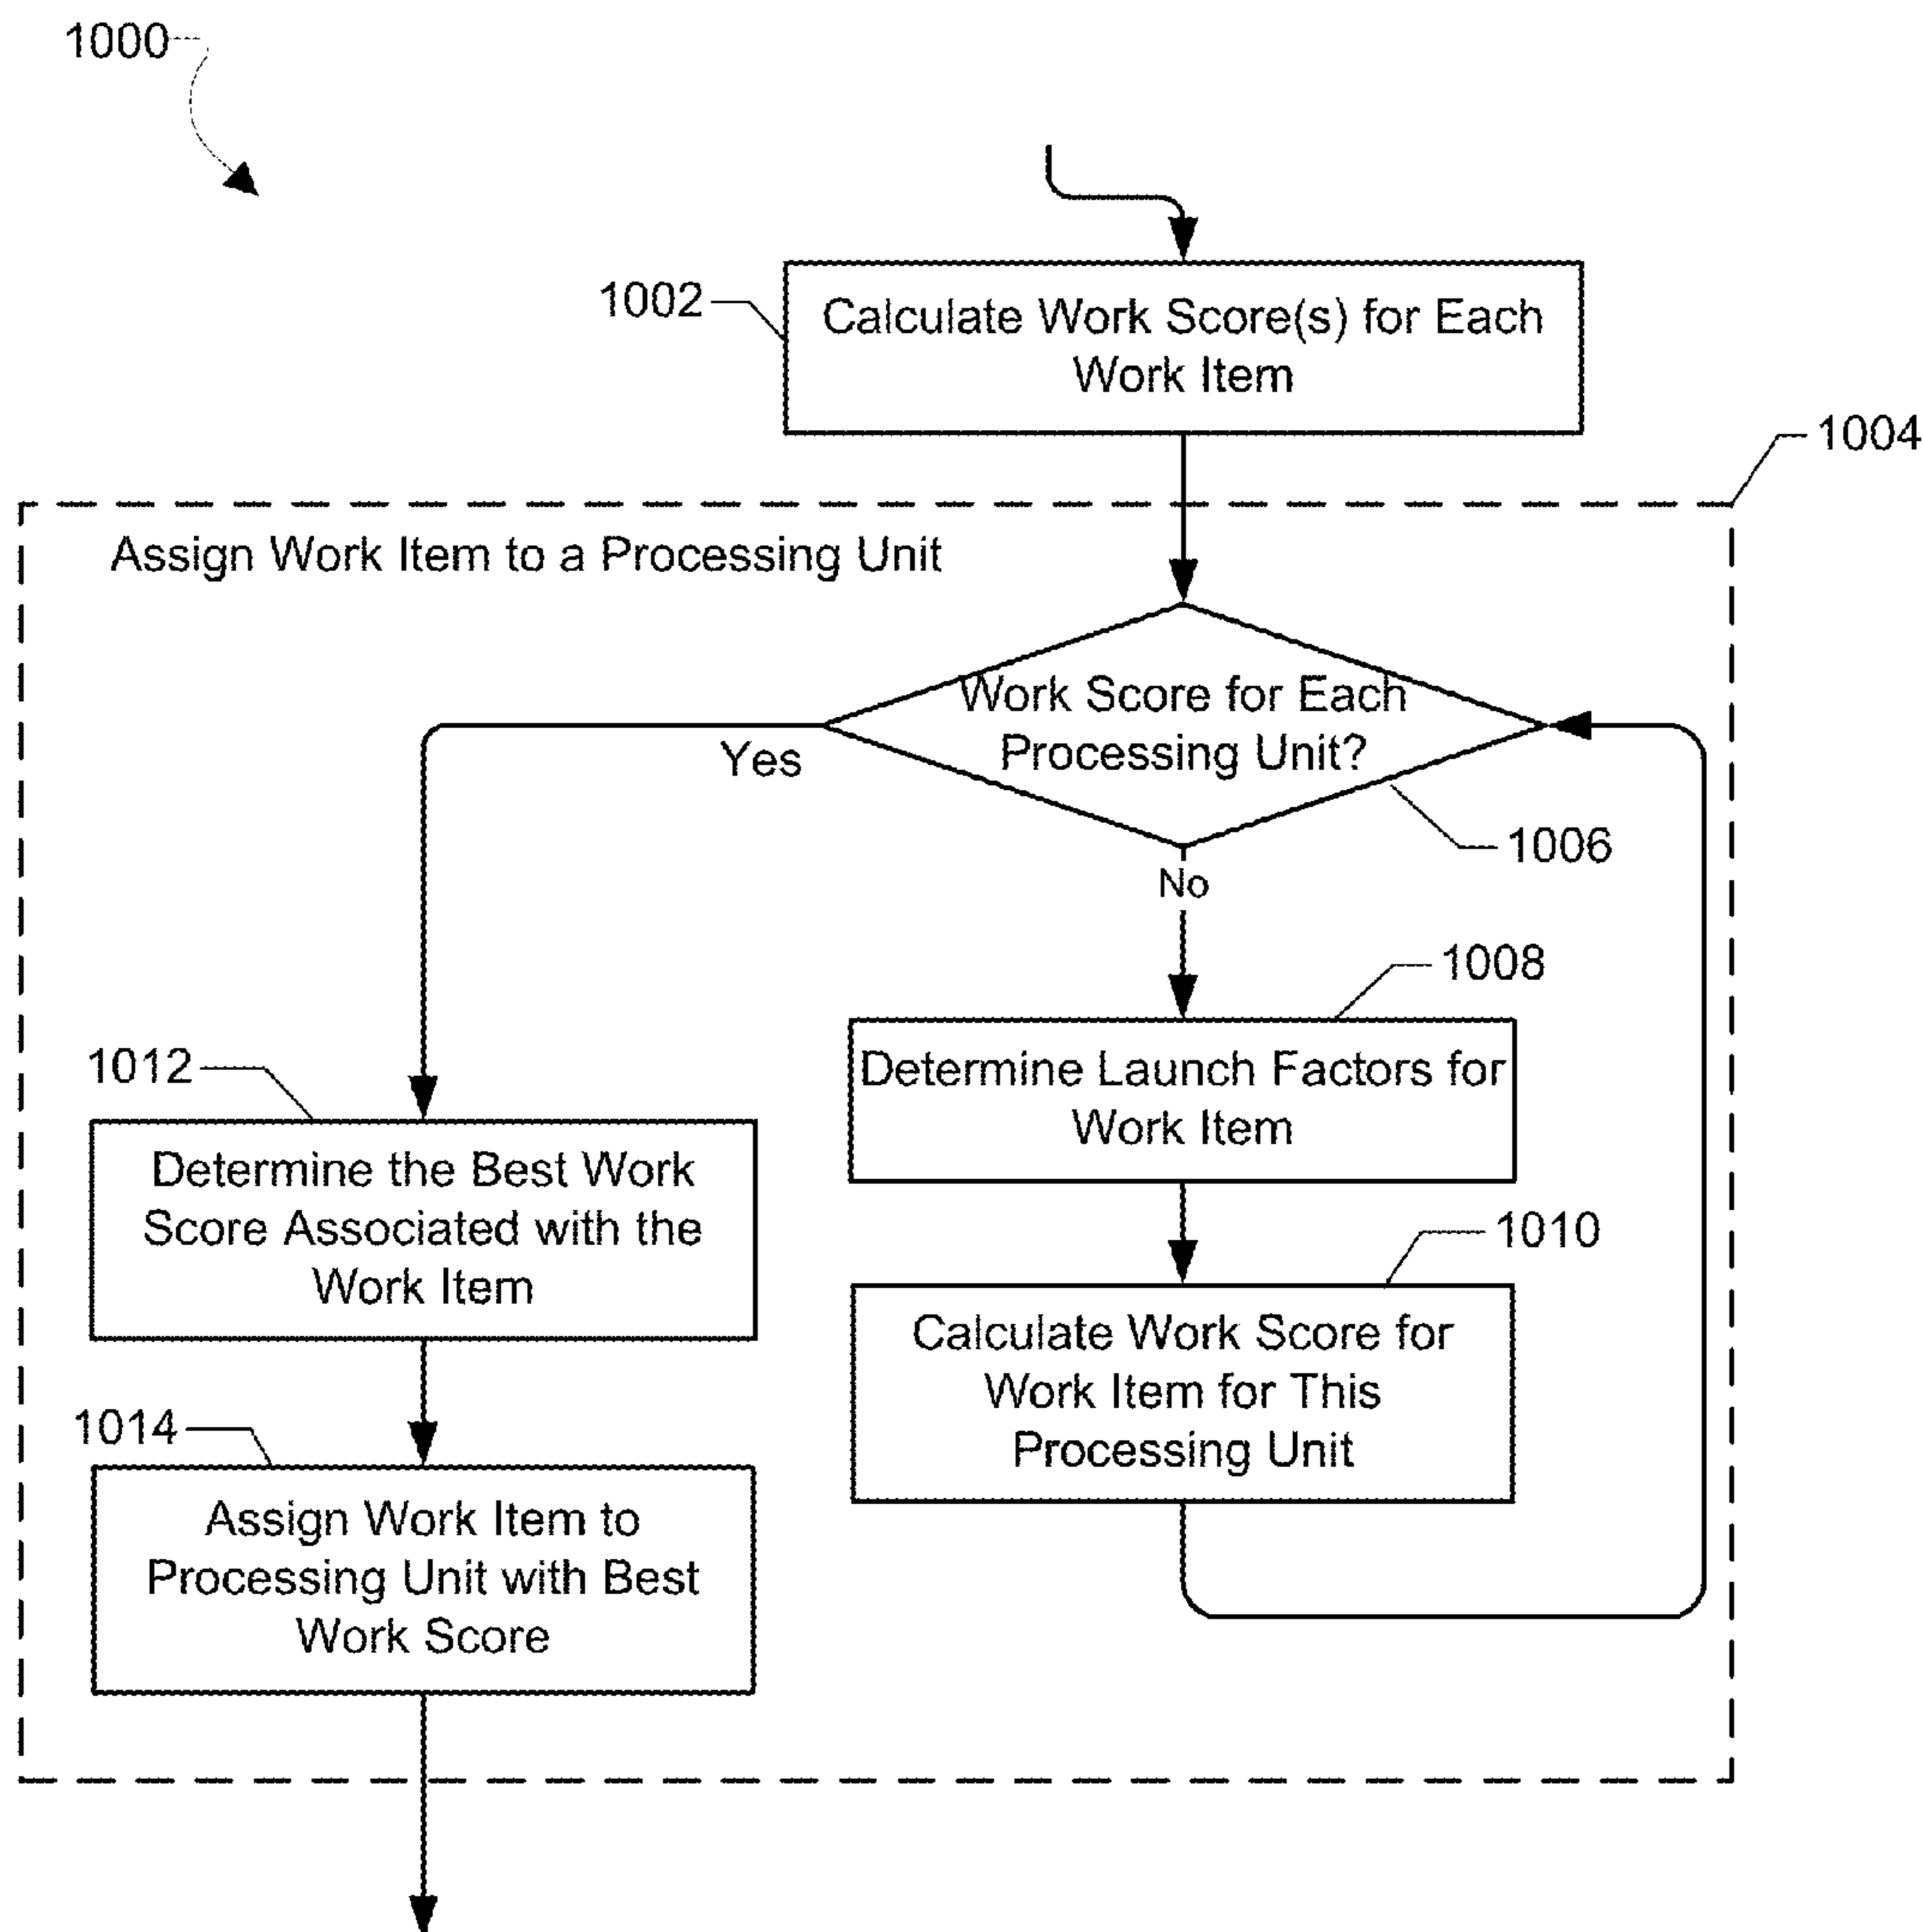 1000
1002
Calculate Work Score(s) for Each
Work Item
1004
Assign Work Item to a Processing Unit
Work Score for Each
Processing Unit?
Yes
1006
No
1008
Determine Launch Factors for
Work Item
1012
Determine the Best Work
Score Associated with the
Work Item
1010
Calculate Work Score for
Work Item for This
Processing Unit
1014
Assign Work Item to
Processing Unit with Best
Work Score